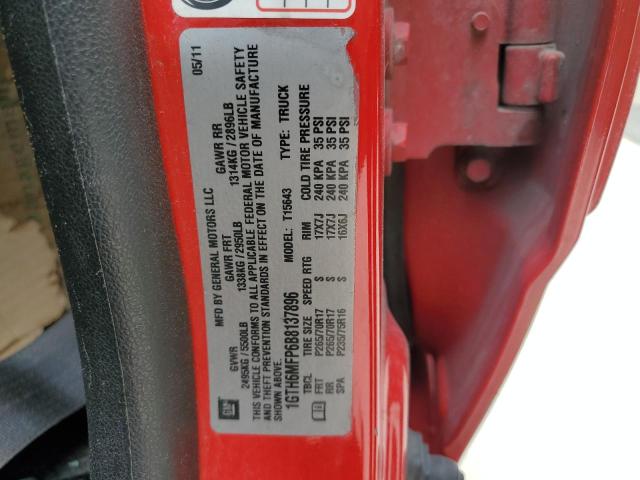 MFD BY GENERAL MOTORS LLC 05/11
GVWR GAWR FRT GAWR RR
2495KG / 5500LB 1338KG / 2950LB 1314KG / 2896LB
THIS VEHICLE CONFORMS TO ALL APPLICABLE FEDERAL MOTOR VEHICLE SAFETY
AND THEFT PREVENTION STANDARDS IN EFFECT ON THE DATE OF MANUFACTURE
SHOWN ABOVE.
1GTH6MFP6B8137896 MODEL: T15643 TYPE: TRUCK
TBCL TIRE SIZE SPEED RTG RIM COLD TIRE PRESSURE
FRT P265/70R17 S 17X7J 240 KPA 35 PSI
RR P265/70R17 S 17X7J 240 KPA 35 PSI
SPA P235/75R16 S 16X6J 240 KPA 35 PSI
GM